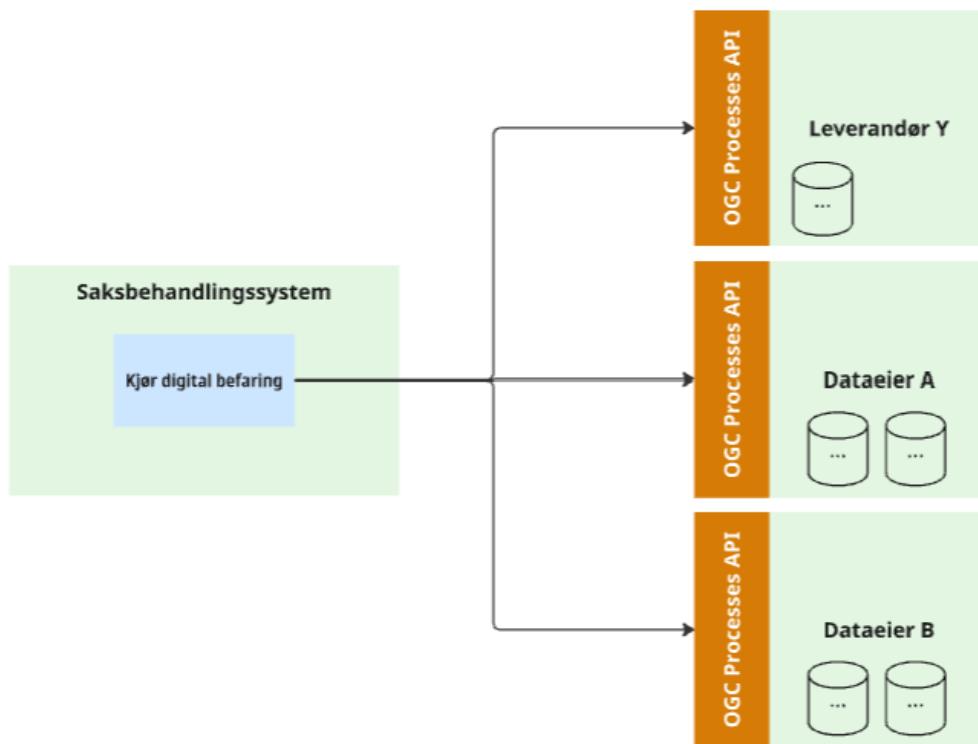 OGC Processes API
Leverandør Y
...
Saksbehandlingssystem
Kjør digital befaring
OGC Processes API
Dataeier A
... ...
OGC Processes API
Dataeier B
... ...